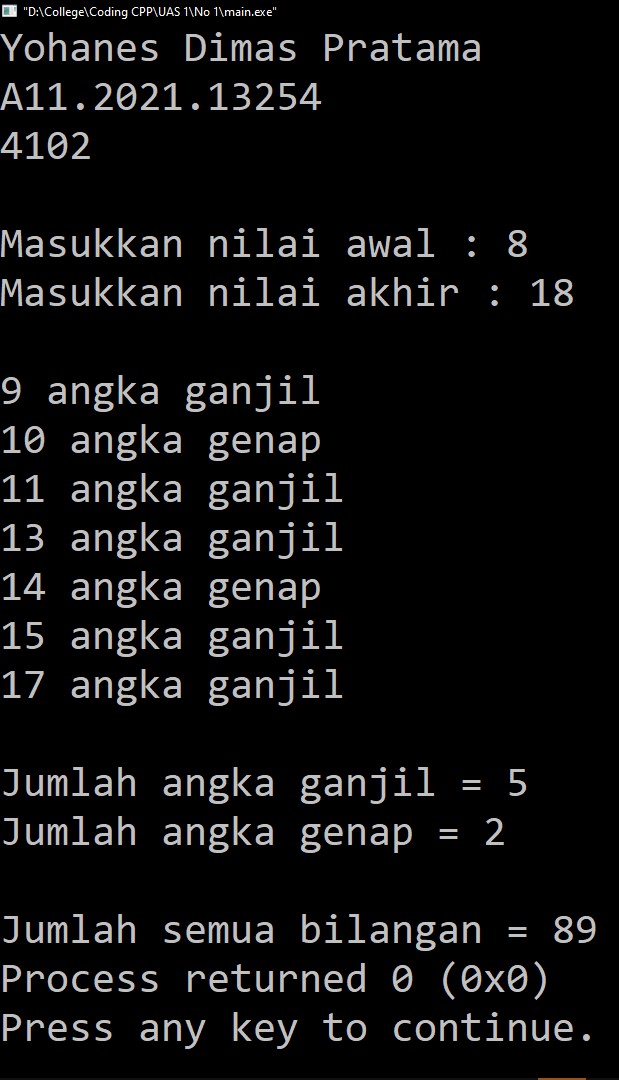 "D:\College\Coding CPP\UAS 1\No 1\main.exe"
Yohanes Dimas Pratama
A11.2021.13254
4102
Masukkan nilai awal : 8
Masukkan nilai akhir : 18
9 angka ganjil
10 angka genap
11 angka ganjil
13 angka ganjil
14 angka genap
15 angka ganjil
17 angka ganjil
Jumlah angka ganjil = 5
Jumlah angka genap = 2
Jumlah semua bilangan = 89
Process returned 0 (0x0)
Press any key to continue.